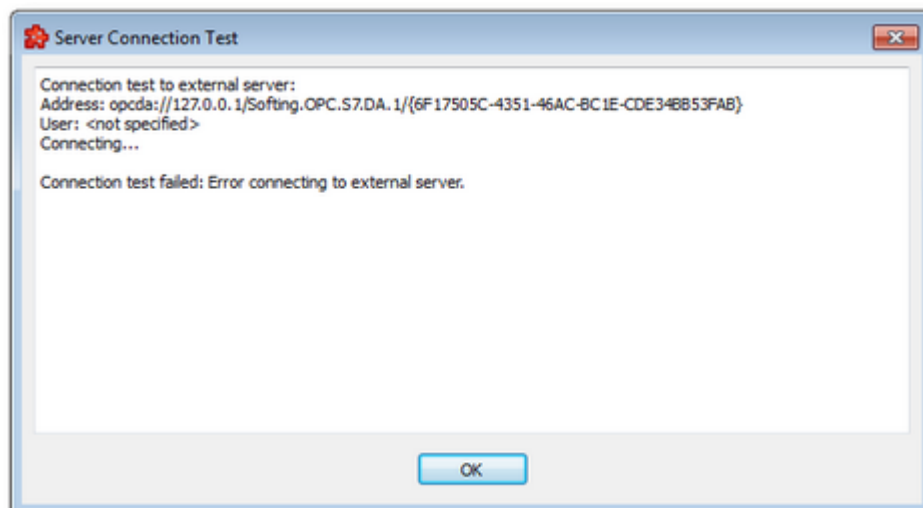 Server Connection Test
Connection test to external server:
Address: opcda://127.0.0.1/Softing.OPC.S7.DA.1/{6F17505C-4351-46AC-BC1E-CDE34BB53FAB}
User: <not specified>
Connecting...
Connection test failed: Error connecting to external server.
OK